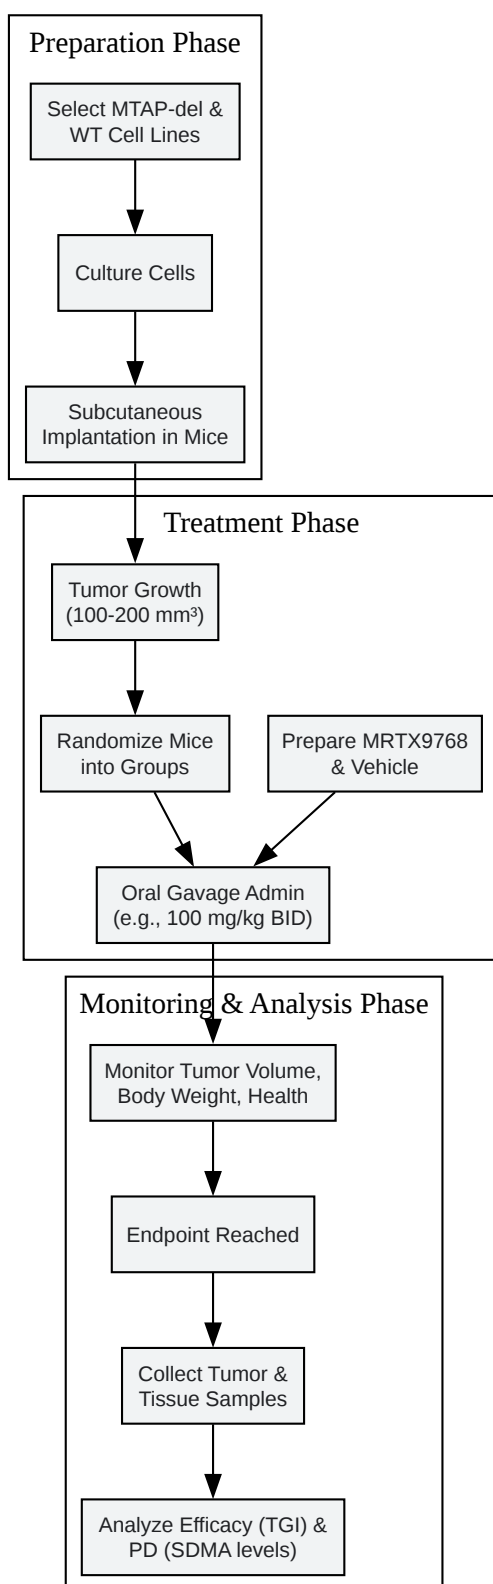 Preparation Phase
Select MTAP-del &
WT Cell Lines
Culture Cells
Subcutaneous
Implantation in Mice
Treatment Phase
Tumor Growth
(100-200 mm³)
Randomize Mice
into Groups
Prepare MRTX9768
& Vehicle
Oral Gavage Admin
(e.g., 100 mg/kg BID)
Monitoring & Analysis Phase
Monitor Tumor Volume,
Body Weight, Health
Endpoint Reached
Collect Tumor &
Tissue Samples
Analyze Efficacy (TGI) &
PD (SDMA levels)